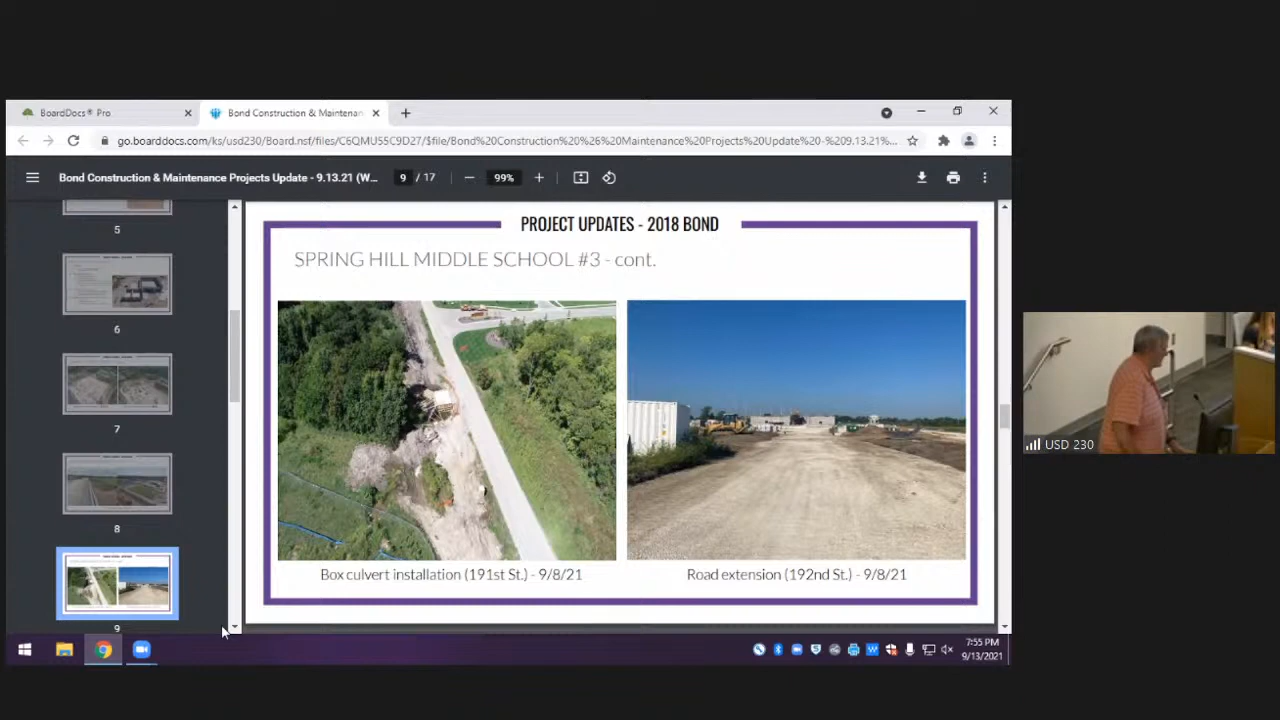 BoardDocs® Pro
Bond Construction & Maintenan
go.boarddocs.com/ks/usd230/Board.nsf/files/C6QMU55C9D27/$file/Bond%20Construction%20%26%20Maintenance%20Projects%20Update%20-%209.13.21%...
Bond Construction & Maintenance Projects Update - 9.13.21 (W...
9 / 17
99%
5
6
7
8
9
PROJECT UPDATES - 2018 BOND
SPRING HILL MIDDLE SCHOOL #3 - cont.
Box culvert installation (191st St.) - 9/8/21
Road extension (192nd St.) - 9/8/21
USD 230
7:55 PM
9/13/2021